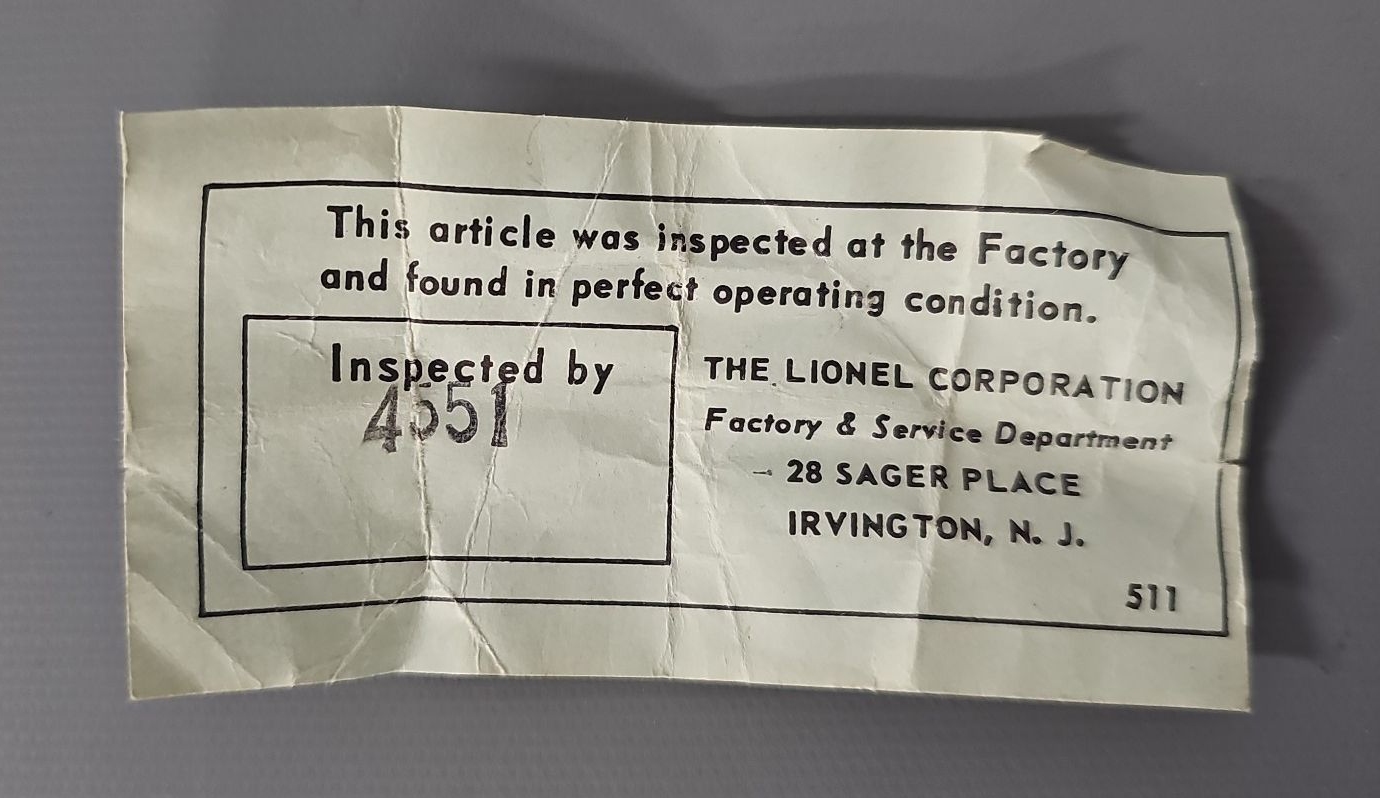 This article was inspected at the Factory
and found in perfect operating condition.
Inspected by
4551
THE LIONEL CORPORATION
Factory & Service Department
28 SAGER PLACE
IRVINGTON, N. J.
511